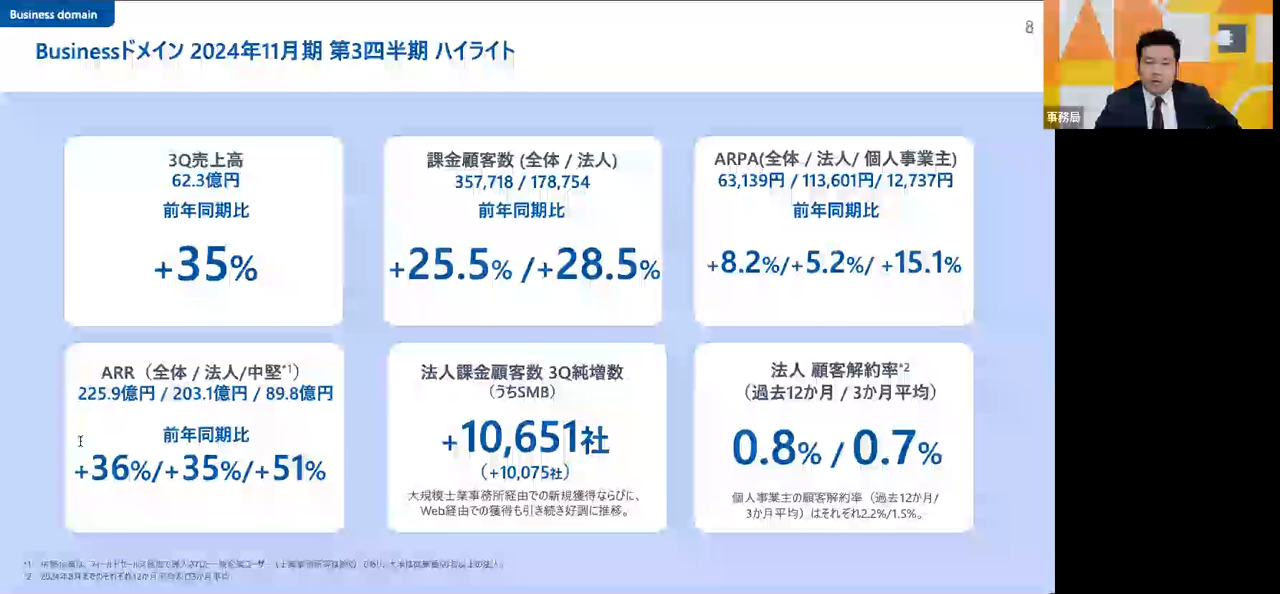 Business domain
8
Businessドメイン 2024年11月期 第3四半期 ハイライト
事務局
3Q売上高
62.3億円
前年同期比
+35%
課金顧客数 (全体 / 法人)
357,718 / 178,754
前年同期比
+25.5% /+28.5%
ARPA(全体 / 法人/ 個人事業主)
63,139円 / 113,601円/ 12,737円
前年同期比
+8.2%/+5.2%/ +15.1%
ARR（全体 / 法人/中堅*1）
225.9億円 / 203.1億円 / 89.8億円
前年同期比
+36%/+35%/+51%
法人課金顧客数 3Q純増数
（うちSMB）
+10,651社
（+10,075社）
大規模士業事務所経由での新規獲得ならびに、
Web経由での獲得も引き続き好調に推移。
法人 顧客解約率*2
（過去12か月 / 3か月平均）
0.8% / 0.7%
個人事業主の顧客解約率（過去12か月/
3か月平均）はそれぞれ2.2%/1.5%。
*1
*2